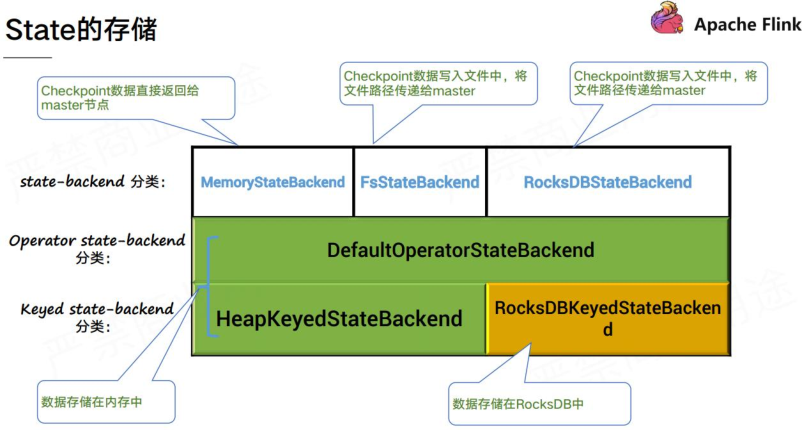 State的存储
Apache Flink
Checkpoint数据直接返回给
master节点
Checkpoint数据写入文件中，将
文件路径传递给master
Checkpoint数据写入文件中，将
文件路径传递给master
state-backend 分类：
MemoryStateBackend
FsStateBackend
RocksDBStateBackend
Operator state-backend
分类：
DefaultOperatorStateBackend
Keyed state-backend
分类：
HeapKeyedStateBackend
RocksDBKeyedStateBacken
d
数据存储在内存中
数据存储在RocksDB中